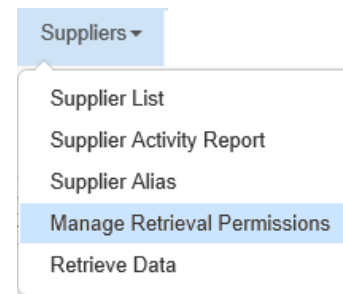 Suppliers
Supplier List
Supplier Activity Report
Supplier Alias
Manage Retrieval Permissions
Retrieve Data